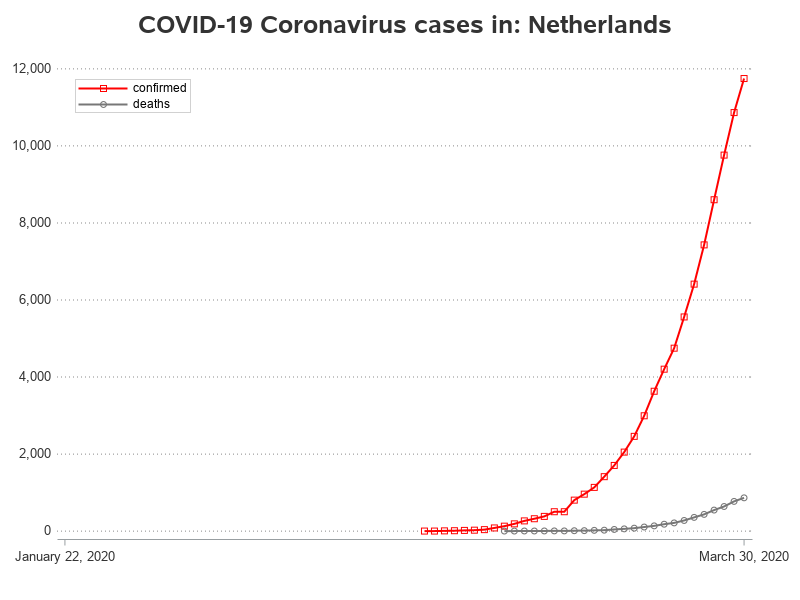 COVID-19 Coronavirus cases in: Netherlands
12,000
confirmed
deaths
10,000
8,000
6,000
4,000
2,000
0
January 22, 2020
March 30, 2020